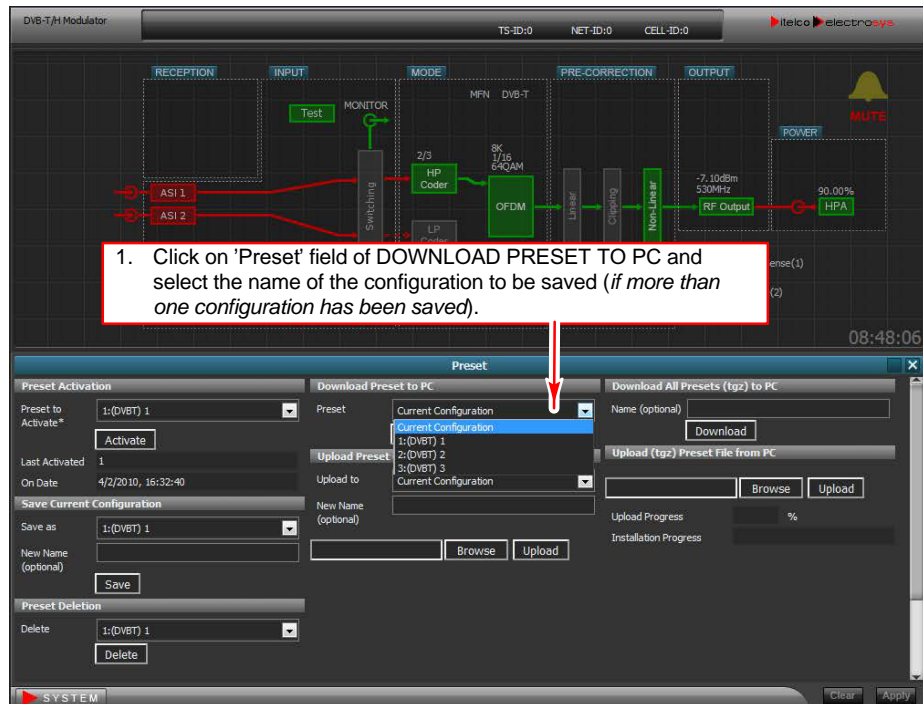 DVB-T/H Modulator
TS-ID:0 NET-ID:0 CELL-ID:0
itelco electrosys
RECEPTION INPUT MODE PRE-CORRECTION OUTPUT
MFN DVB-T
MONITOR
Test
MUTE
POWER
2/3
8K
1/16
64QAM
HP
Coder
-7.10dBm
530MHz
90.00%
ASI 1
ASI 2
Switching
OFDM
Linear
Clipping
Non-Linear
RF Output
HPA
LP
Coder
1. Click on 'Preset' field of DOWNLOAD PRESET TO PC and
select the name of the configuration to be saved (if more than
one configuration has been saved).
ense(1)
(2)
08:48:06
Preset
Preset Activation
Preset to
Activate*
1:(DVBT) 1
Activate
Last Activated 1
On Date 4/2/2010, 16:32:40
Save Current Configuration
Save as 1:(DVBT) 1
New Name
(optional)
Save
Preset Deletion
Delete 1:(DVBT) 1
Delete
Download Preset to PC
Preset Current Configuration
Current Configuration
1:(DVBT) 1
2:(DVBT) 2
3:(DVBT) 3
Upload Preset
Upload to Current Configuration
New Name
(optional)
Browse Upload
Download All Presets (tgz) to PC
Name (optional)
Download
Upload (tgz) Preset File from PC
Browse Upload
Upload Progress %
Installation Progress
SYSTEM
Clear Apply